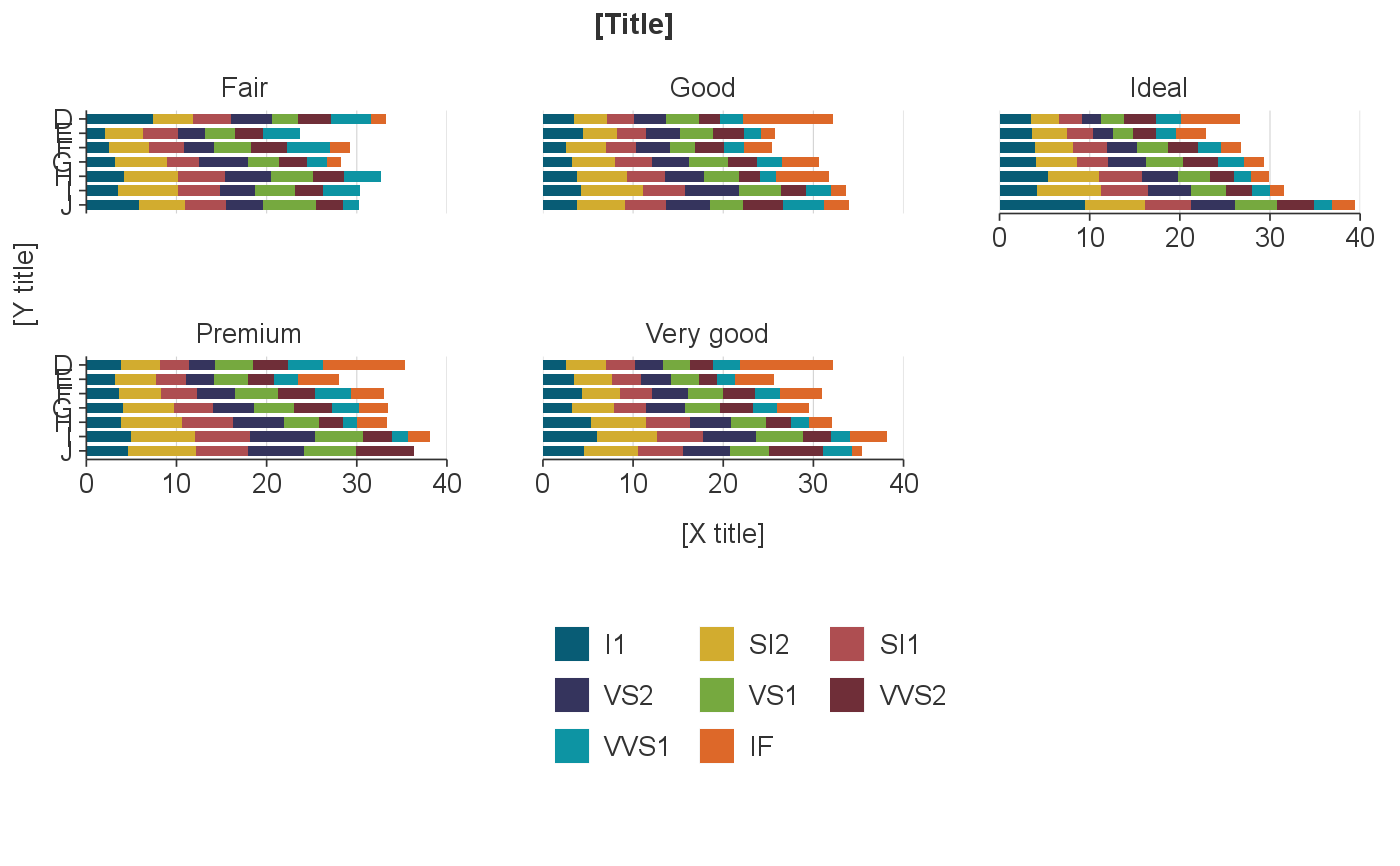 [Title]
Fair
Good
Ideal
D
E
F
G
H
I
J
0 10 20 30 40
[Y title]
Premium
Very good
D
E
F
G
H
I
J
0 10 20 30 40
0 10 20 30 40
[X title]
I1 SI2 SI1
VS2 VS1 VVS2
VVS1 IF